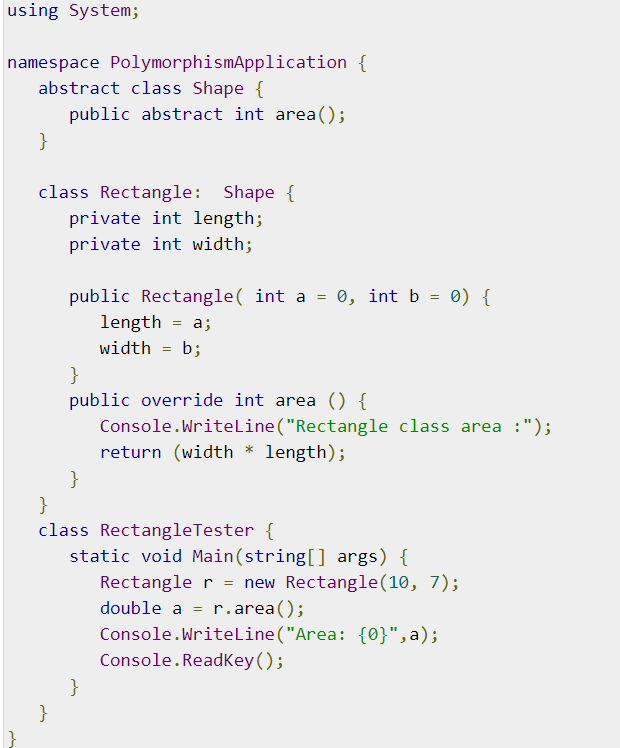 using System;

namespace PolymorphismApplication {
   abstract class Shape {
      public abstract int area();
   }

   class Rectangle:  Shape {
      private int length;
      private int width;

      public Rectangle( int a = 0, int b = 0) {
         length = a;
         width = b;
      }
      public override int area () {
         Console.WriteLine("Rectangle class area :");
         return (width * length);
      }
   }
   class RectangleTester {
      static void Main(string[] args) {
         Rectangle r = new Rectangle(10, 7);
         double a = r.area();
         Console.WriteLine("Area: {0}",a);
         Console.ReadKey();
      }
   }
}